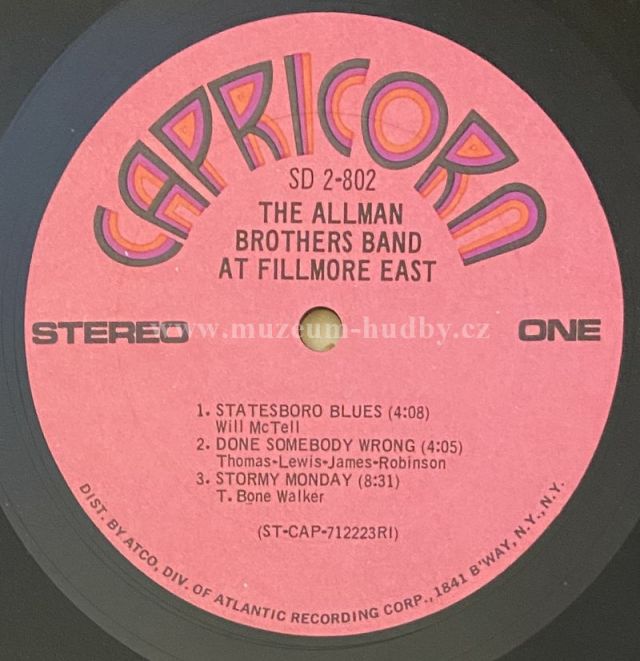 CAPRICORN
SD 2-802
THE ALLMAN
BROTHERS BAND
AT FILLMORE EAST
STEREO
ONE
www.muzeum-hudby.cz
1. STATESBORO BLUES (4:08)
Will McTell
2. DONE SOMEBODY WRONG (4:05)
Thomas-Lewis-James-Robinson
3. STORMY MONDAY (8:31)
T. Bone Walker
(ST-CAP-712223RI)
DIST. BY ATCO, DIV. OF ATLANTIC RECORDING CORP., 1841 B'WAY, N.Y., N.Y.